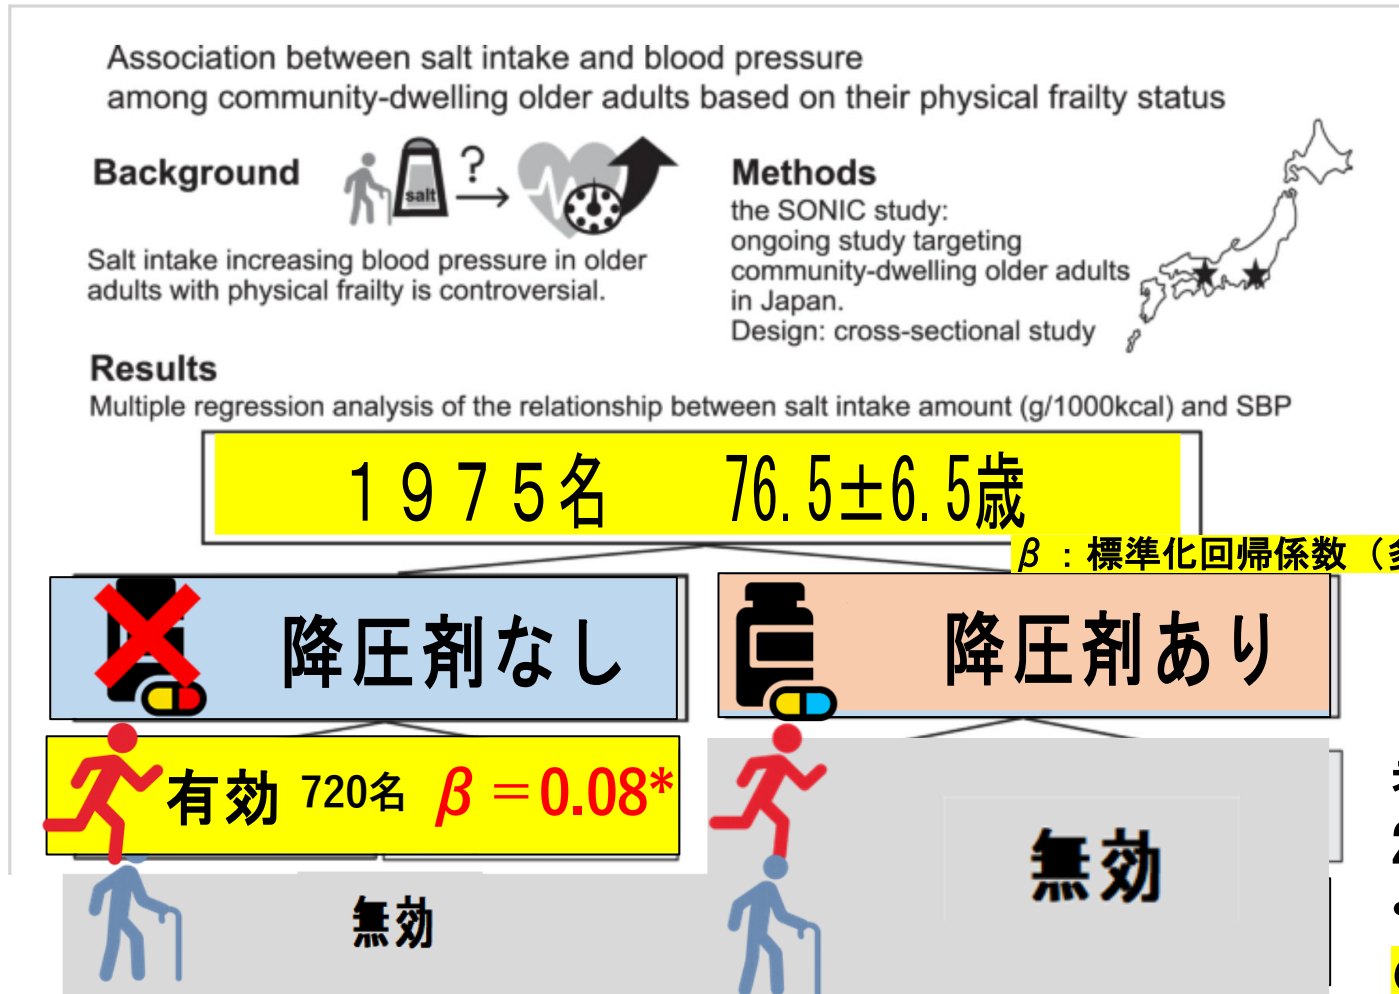 Association between salt intake and blood pressure
among community-dwelling older adults based on their physical frailty status
Background
salt
?
Salt intake increasing blood pressure in older
adults with physical frailty is controversial.
Methods
the SONIC study:
ongoing study targeting
community-dwelling older adults
in Japan.
Design: cross-sectional study
Results
Multiple regression analysis of the relationship between salt intake amount (g/1000kcal) and SBP
１９７５名 76.5±6.5歳
β：標準化回帰係数（
降圧剤なし
降圧剤あり
有効 720名 β＝0.08*
無効
無効